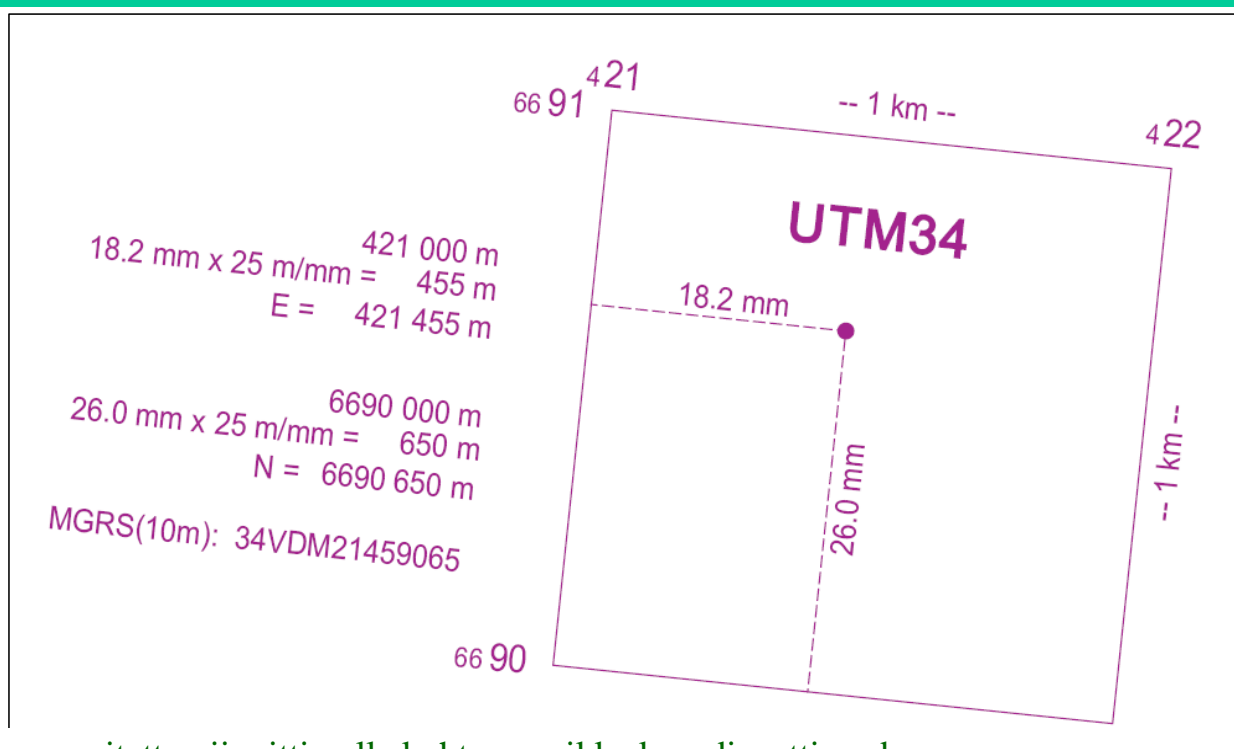 421
66 91
-- 1 km --
422
UTM34
421 000 m
18.2 mm x 25 m/mm = 455 m
E = 421 455 m
18.2 mm
6690 000 m
26.0 mm x 25 m/mm = 650 m
N = 6690 650 m
26.0 mm
-- 1 km --
MGRS(10m): 34VDM21459065
66 90